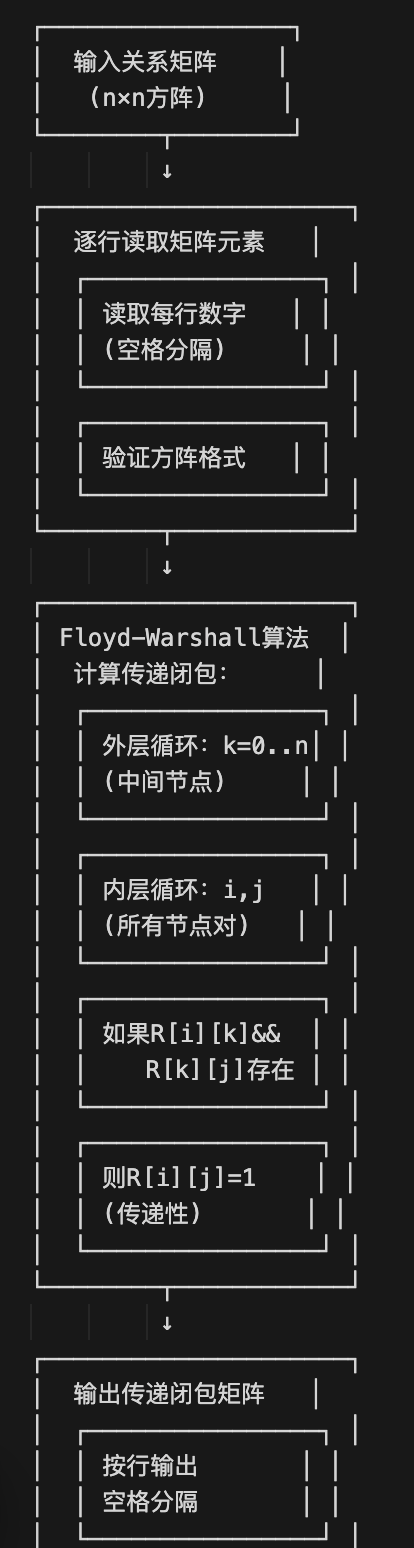 输入关系矩阵
(n×n方阵)
↓
逐行读取矩阵元素
读取每行数字
(空格分隔)
验证方阵格式
↓
Floyd-Warshall算法
计算传递闭包:
外层循环: k=0..n
(中间节点)
内层循环: i,j
(所有节点对)
如果R[i][k]&&
R[k][j]存在
则R[i][j]=1
(传递性)
↓
输出传递闭包矩阵
按行输出
空格分隔